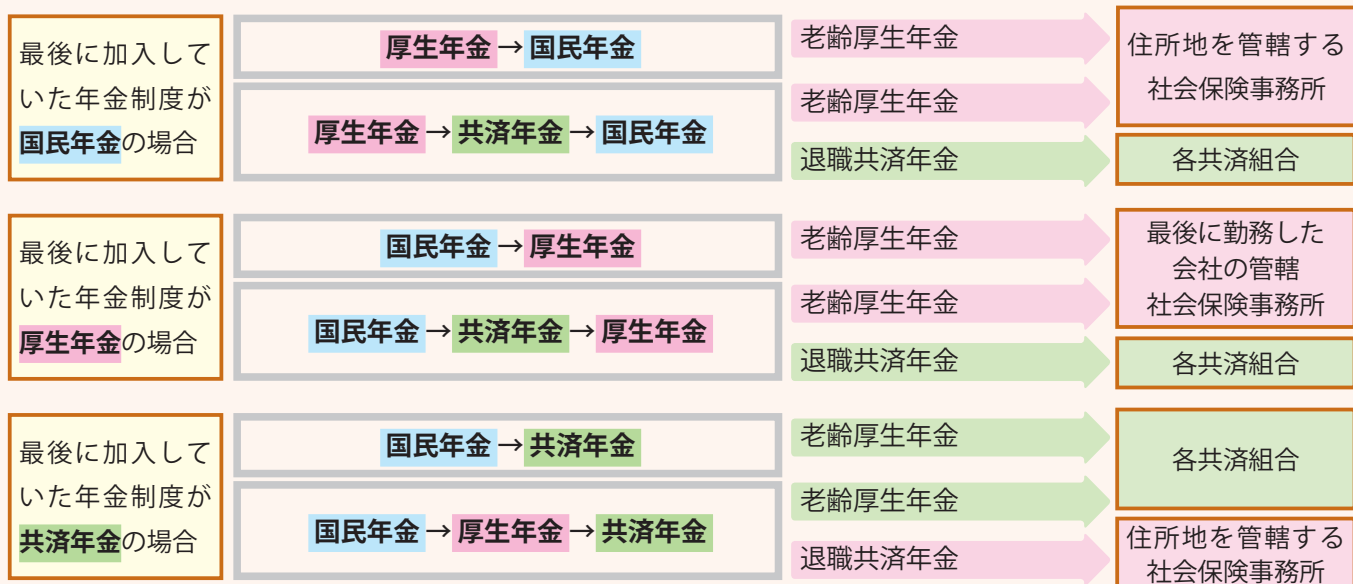 最後に加入して
いた年金制度が
国民年金の場合
厚生年金→国民年金
厚生年金→共済年金→国民年金
老齢厚生年金
老齢厚生年金
退職共済年金
住所地を管轄する
社会保険事務所
各共済組合
最後に加入して
いた年金制度が
厚生年金の場合
国民年金→厚生年金
国民年金→共済年金→厚生年金
老齢厚生年金
老齢厚生年金
退職共済年金
最後に勤務した
会社の管轄
社会保険事務所
各共済組合
最後に加入して
いた年金制度が
共済年金の場合
国民年金→共済年金
国民年金→厚生年金→共済年金
老齢厚生年金
老齢厚生年金
退職共済年金
各共済組合
住所地を管轄する
社会保険事務所